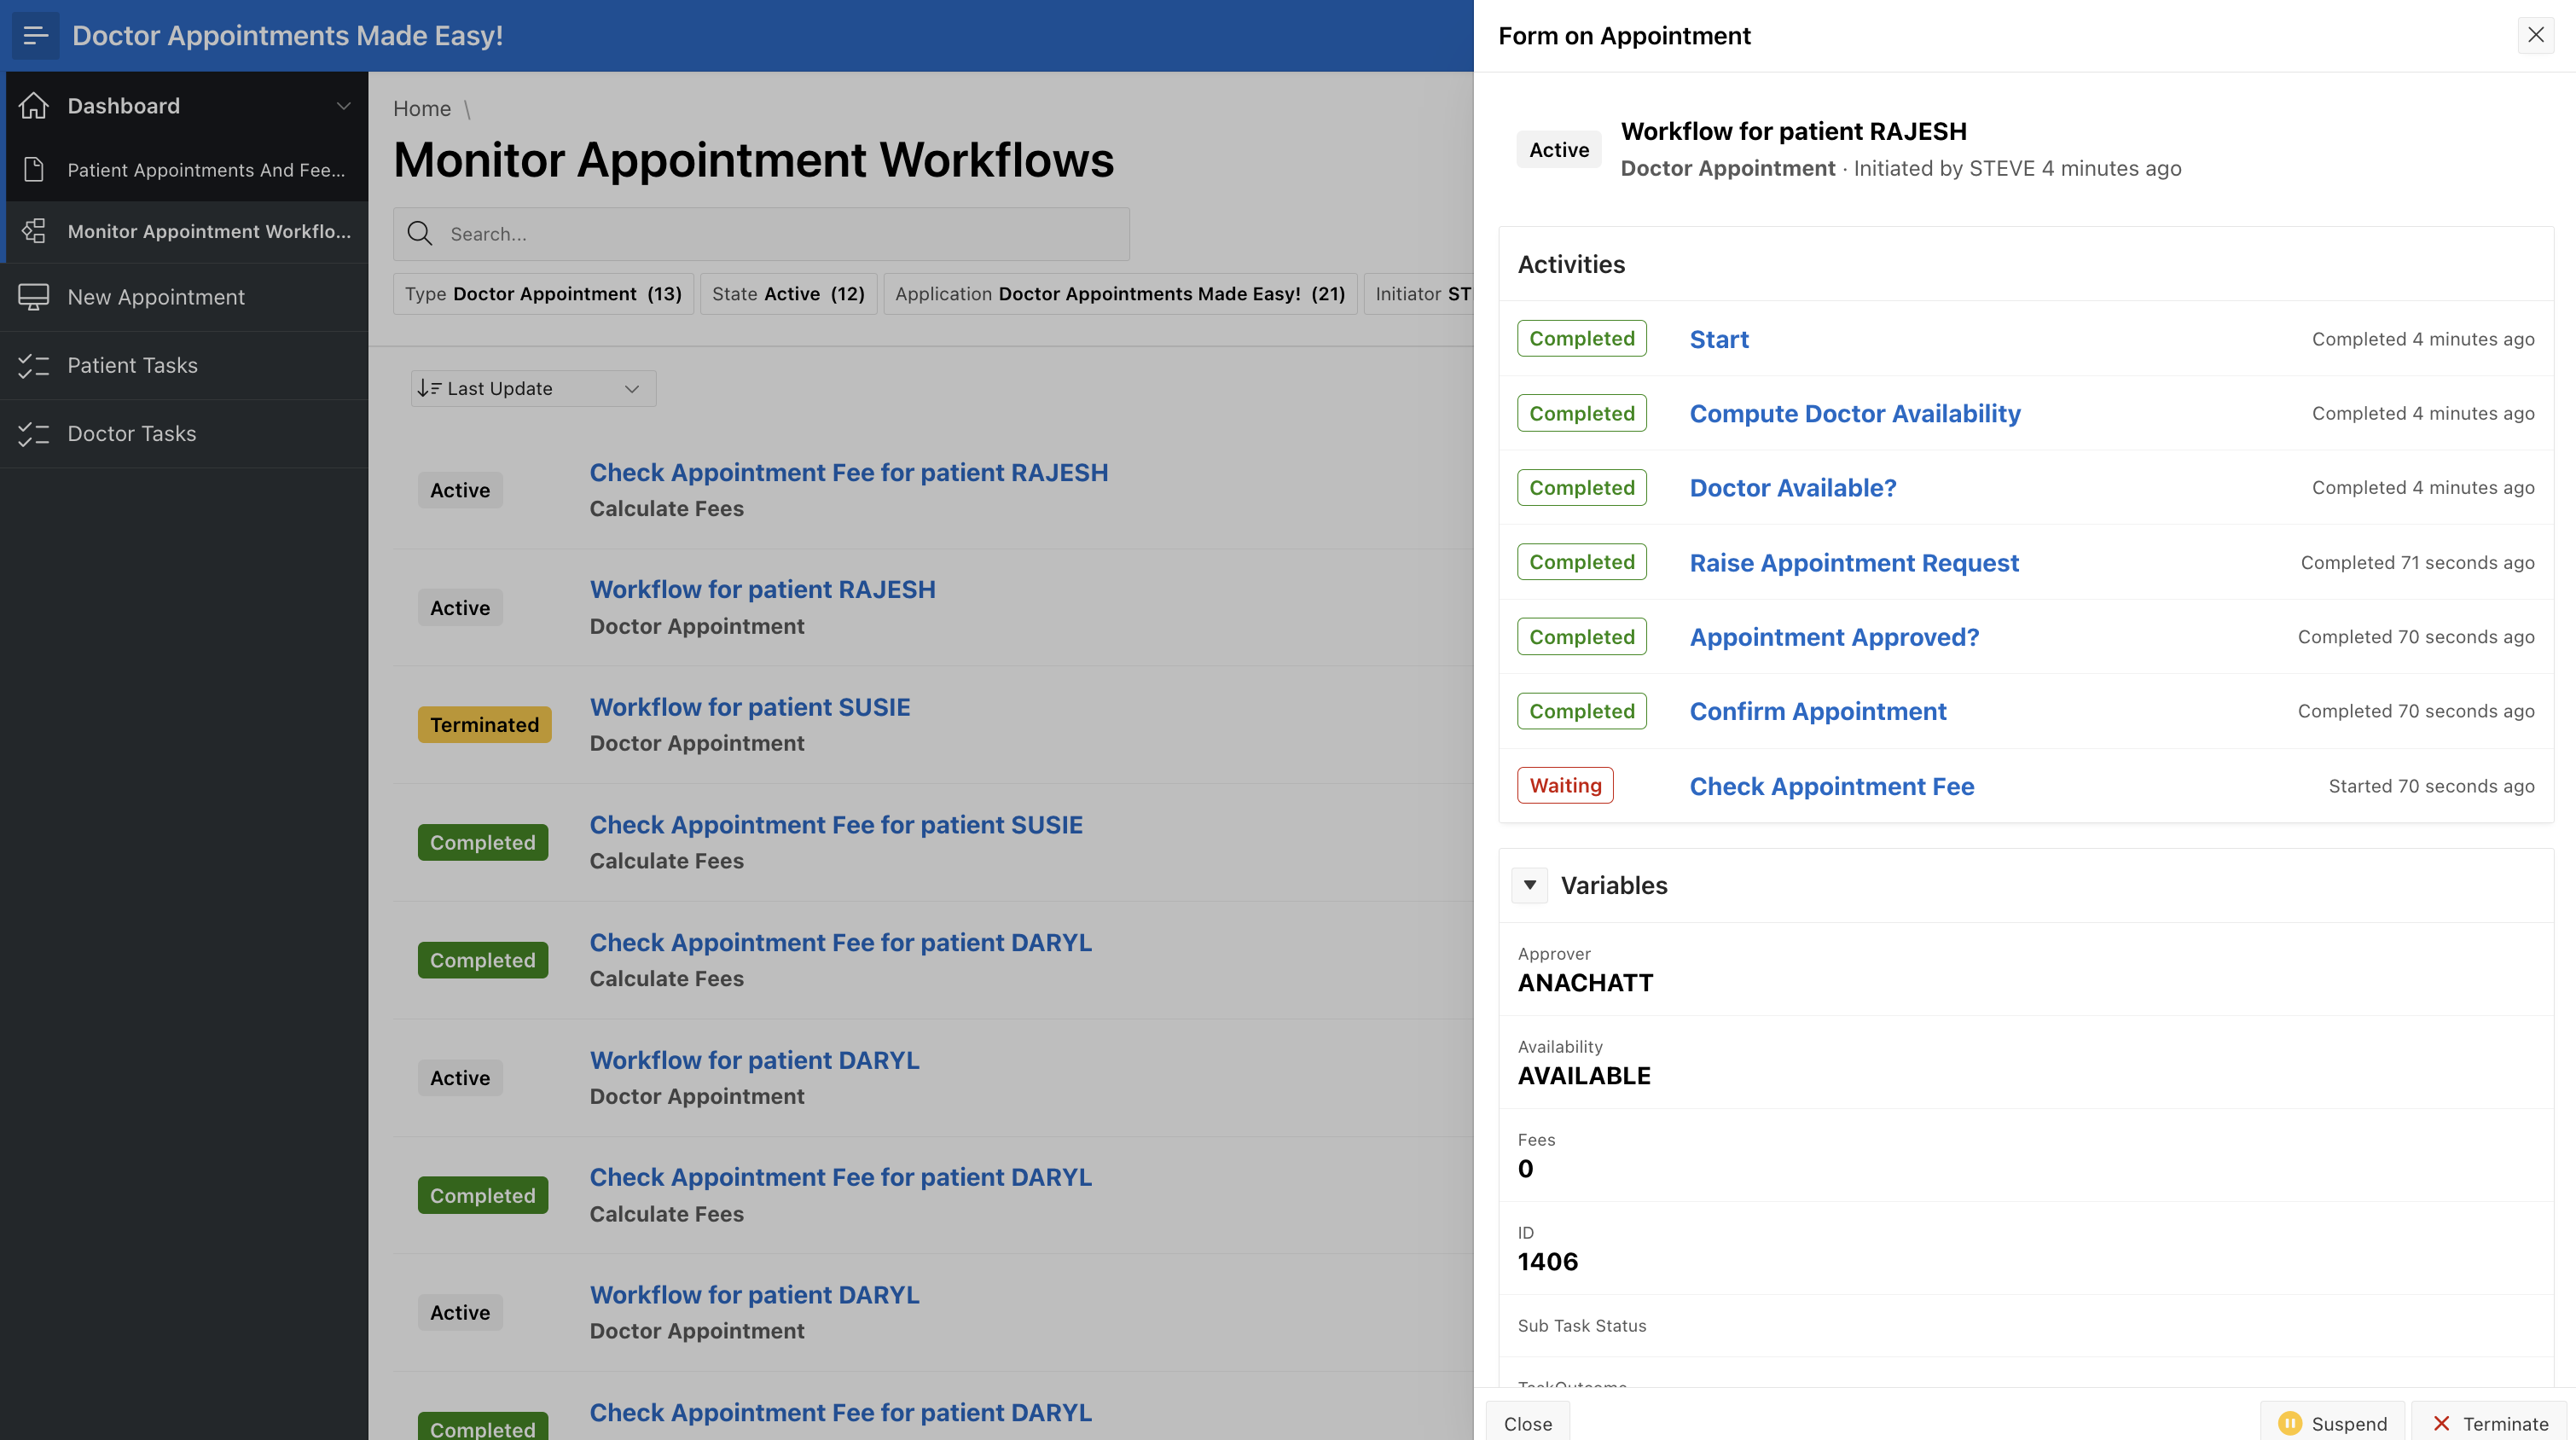 Doctor Appointments Made Easy!
Dashboard
Patient Appointments And Fee...
Monitor Appointment Workflo...
New Appointment
Patient Tasks
Doctor Tasks
Home \
Monitor Appointment Workflows
Search...
Type Doctor Appointment (13)
State Active (12)
Application Doctor Appointments Made Easy! (21)
Initiator ST
Last Update
Active
Check Appointment Fee for patient RAJESH
Calculate Fees
Active
Workflow for patient RAJESH
Doctor Appointment
Terminated
Workflow for patient SUSIE
Doctor Appointment
Completed
Check Appointment Fee for patient SUSIE
Calculate Fees
Completed
Check Appointment Fee for patient DARYL
Calculate Fees
Active
Workflow for patient DARYL
Doctor Appointment
Completed
Check Appointment Fee for patient DARYL
Calculate Fees
Active
Workflow for patient DARYL
Doctor Appointment
Completed
Check Appointment Fee for patient DARYL
Form on Appointment
Active
Workflow for patient RAJESH
Doctor Appointment · Initiated by STEVE 4 minutes ago
Activities
Completed Start Completed 4 minutes ago
Completed Compute Doctor Availability Completed 4 minutes ago
Completed Doctor Available? Completed 4 minutes ago
Completed Raise Appointment Request Completed 71 seconds ago
Completed Appointment Approved? Completed 70 seconds ago
Completed Confirm Appointment Completed 70 seconds ago
Waiting Check Appointment Fee Started 70 seconds ago
Variables
Approver
ANACHATT
Availability
AVAILABLE
Fees
0
ID
1406
Sub Task Status
TaskOutcome
Close
Suspend
Terminate